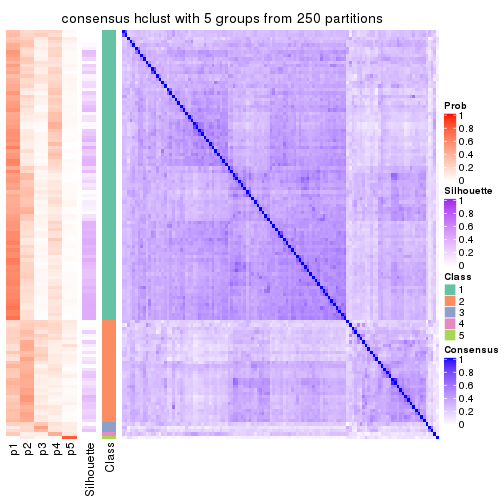 consensus hclust with 5 groups from 250 partitions
Prob
1
0.8
0.6
0.4
0.2
0
Silhouette
1
0.8
0.6
0.4
0.2
0
Class
1
2
3
4
5
Consensus
1
0.8
0.6
0.4
0.2
0
p1
p2
p3
p4
p5
Silhouette
Class